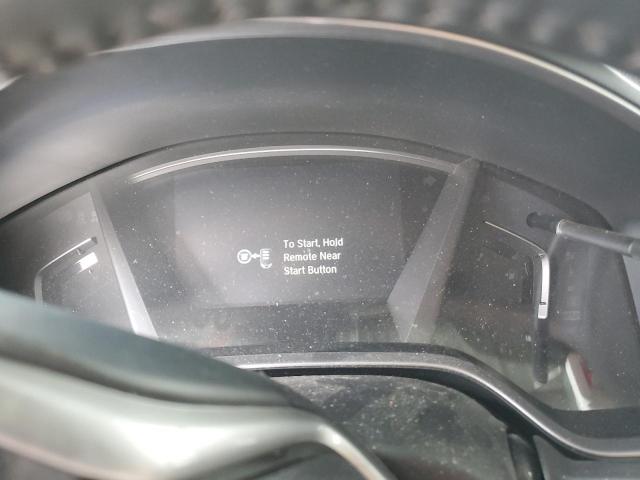 To Start, Hold
Remote Near
Start Button